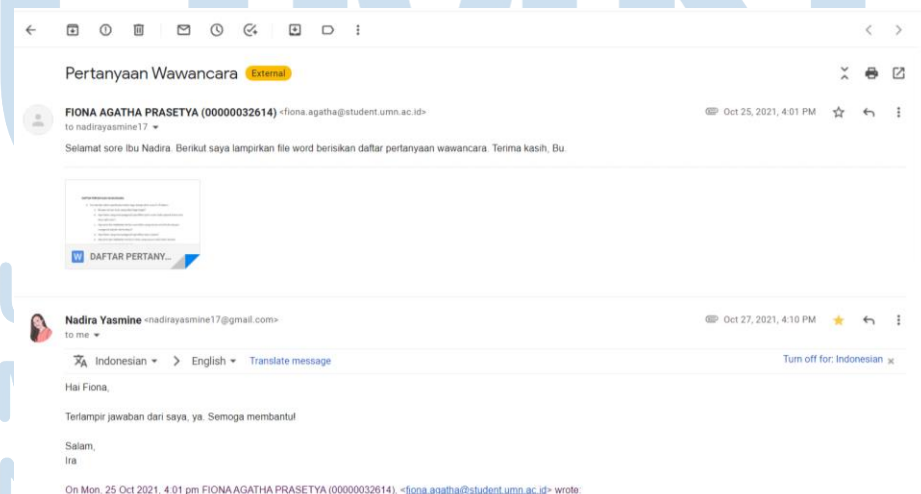 Pertanyaan Wawancara External
FIONA AGATHA PRASETYA (00000032614) <fiona.agatha@student.umn.ac.id> Oct 25, 2021, 4:01 PM
to nadirayasmine17
Selamat sore Ibu Nadira. Berikut saya lampirkan file word berisikan daftar pertanyaan wawancara. Terima kasih, Bu.
W DAFTAR PERTANY...
Nadira Yasmine <nadirayasmine17@gmail.com> Oct 27, 2021, 4:10 PM
to me
Indonesian > English Translate message Turn off for: Indonesian x
Hai Fiona,
Terlampir jawaban dari saya, ya. Semoga membantu!
Salam,
Ira
On Mon, 25 Oct 2021, 4:01 pm FIONA AGATHA PRASETYA (00000032614), <fiona.agatha@student.umn.ac.id> wrote: